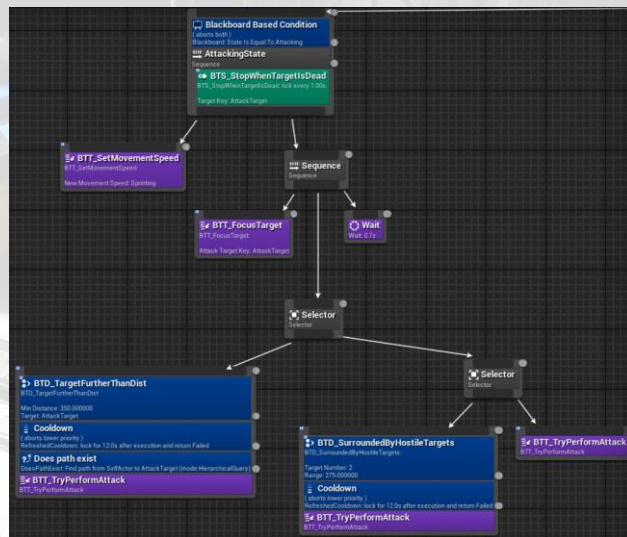 Blackboard Based Condition
( aborts both )
Blackboard: State Is Equal To Attacking
AttackingState
Sequence
BTS_StopWhenTargetIsDead
BTS_StopWhenTargetIsDead: tick every 1.00s
Target Key: AttackTarget
BTT_SetMovementSpeed
BTT_SetMovementSpeed:
New Movement Speed: Sprinting
Sequence
Sequence
BTT_FocusTarget
BTT_FocusTarget:
Attack Target Key: AttackTarget
Wait
Wait: 0.7s
Selector
Selector
BTD_TargetFurtherThanDist
BTD_TargetFurtherThanDist
Min Distance: 350.000000
Target: AttackTarget
Cooldown
( aborts lower priority )
RefreshedCooldown: lock for 12.0s after execution and return Failed
Does path exist
DoesPathExist: Find path from SelfActor to AttackTarget (mode:HierarchicalQuery)
BTT_TryPerformAttack
BTT_TryPerformAttack
Selector
Selector
BTD_SurroundedByHostileTargets
BTD_SurroundedByHostileTargets:
Target Number: 2
Range: 275.000000
Cooldown
( aborts lower priority )
RefreshedCooldown: lock for 12.0s after execution and return Failed
BTT_TryPerformAttack
BTT_TryPerformAttack
BTT_TryPerformAttack
BTT_TryPerformAttack